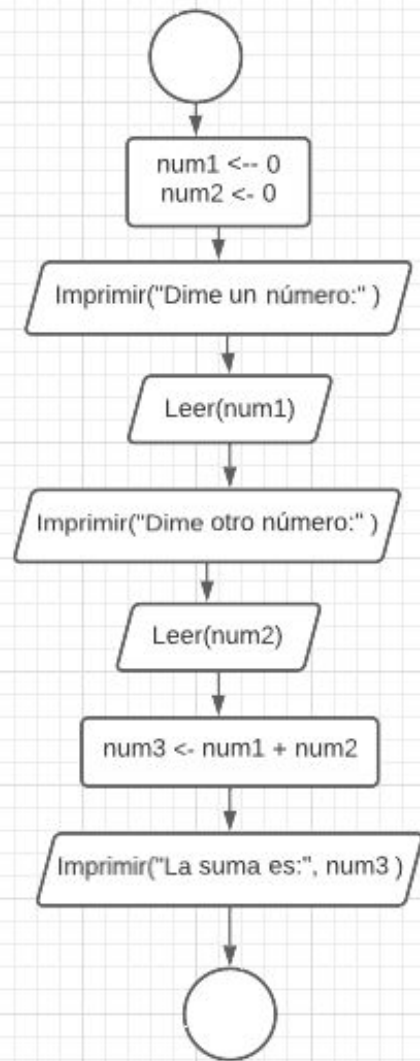 num1 <-- 0
num2 <- 0
Imprimir("Dime un número:" )
Leer(num1)
Imprimir("Dime otro número:" )
Leer(num2)
num3 <- num1 + num2
Imprimir("La suma es:", num3 )